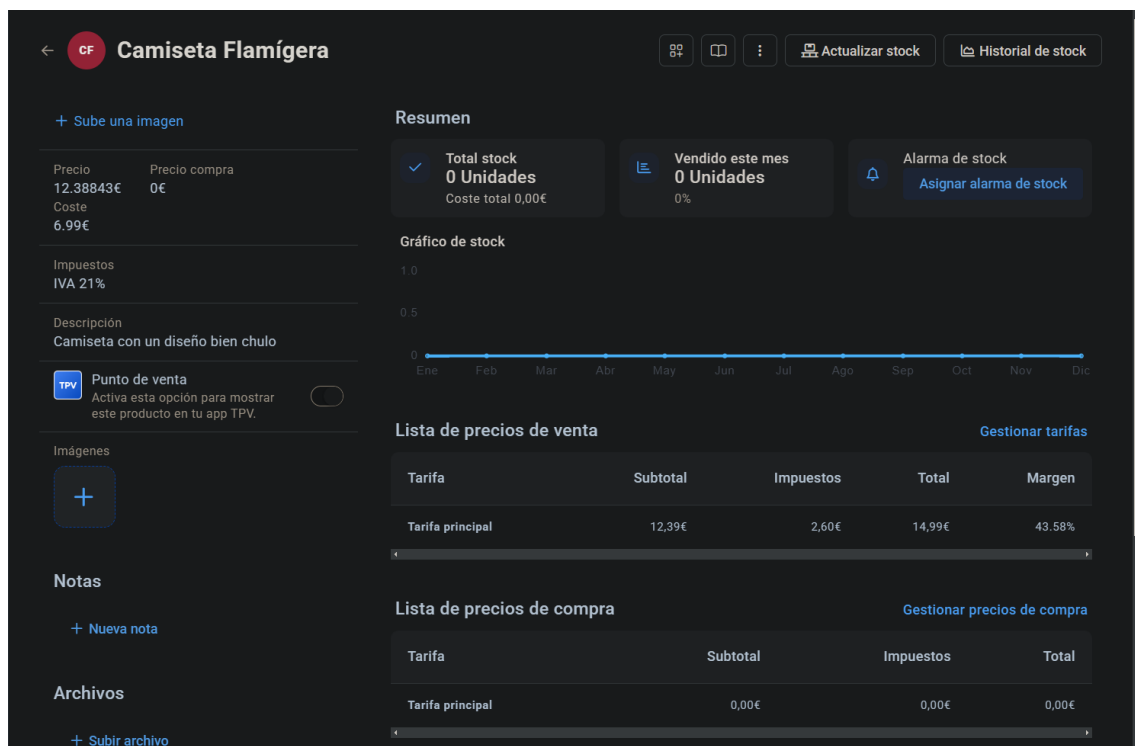 CF Camiseta Flamígera
Actualizar stock
Historial de stock
+ Sube una imagen
Precio Precio compra
12.38843€ 0€
Coste
6.99€
Impuestos
IVA 21%
Descripción
Camiseta con un diseño bien chulo
TPV Punto de venta
Activa esta opción para mostrar
este producto en tu app TPV.
Imágenes
+
Notas
+ Nueva nota
Archivos
+ Subir archivo
Resumen
Total stock
0 Unidades
Coste total 0,00€
Vendido este mes
0 Unidades
0%
Alarma de stock
Asignar alarma de stock
Gráfico de stock
1.0
0.5
0
Ene Feb Mar Abr May Jun Jul Ago Sep Oct Nov Dic
Lista de precios de venta Gestionar tarifas
Tarifa Subtotal Impuestos Total Margen
Tarifa principal 12,39€ 2,60€ 14,99€ 43.58%
Lista de precios de compra Gestionar precios de compra
Tarifa Subtotal Impuestos Total
Tarifa principal 0,00€ 0,00€ 0,00€